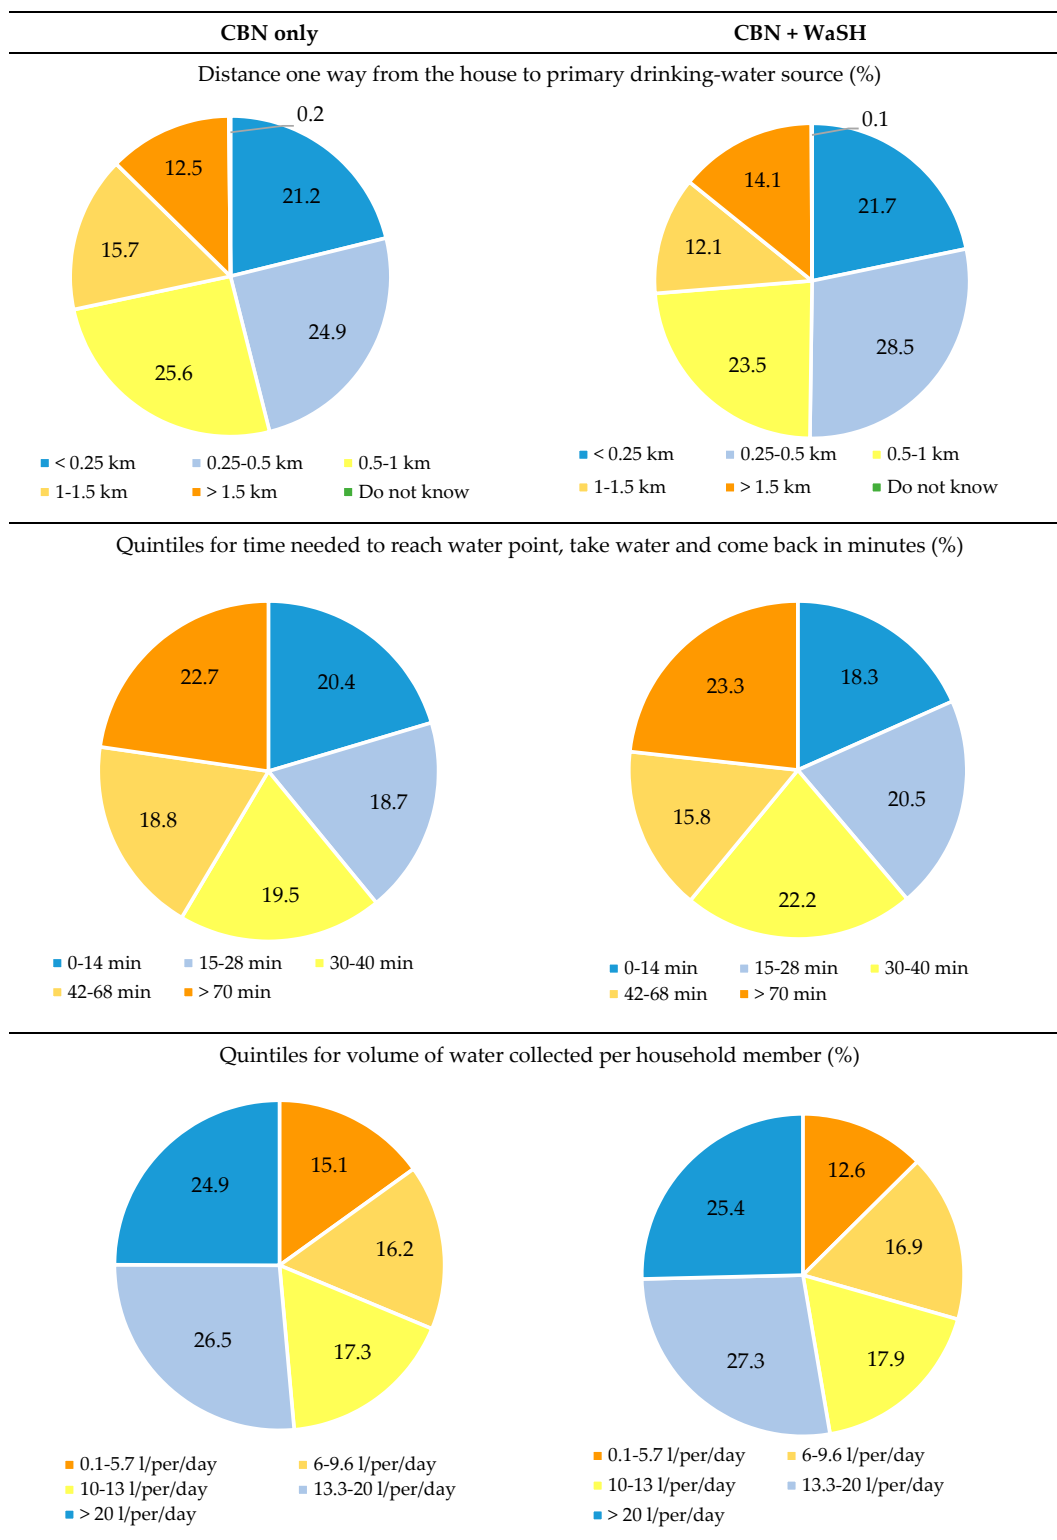 CBN only
CBN + WaSH
Distance one way from the house to primary drinking-water source (%)
0.2
12.5
21.2
15.7
24.9
25.6
< 0.25 km
0.25-0.5 km
0.5-1 km
1-1.5 km
> 1.5 km
Do not know
0.1
14.1
21.7
12.1
28.5
23.5
< 0.25 km
0.25-0.5 km
0.5-1 km
1-1.5 km
> 1.5 km
Do not know
Quintiles for time needed to reach water point, take water and come back in minutes (%)
22.7
20.4
18.7
18.8
19.5
0-14 min
15-28 min
30-40 min
42-68 min
> 70 min
23.3
18.3
20.5
15.8
22.2
0-14 min
15-28 min
30-40 min
42-68 min
> 70 min
Quintiles for volume of water collected per household member (%)
24.9
15.1
16.2
26.5
17.3
0.1-5.7 l/per/day
6-9.6 l/per/day
10-13 l/per/day
13.3-20 l/per/day
> 20 l/per/day
25.4
12.6
16.9
27.3
17.9
0.1-5.7 l/per/day
6-9.6 l/per/day
10-13 l/per/day
13.3-20 l/per/day
> 20 l/per/day